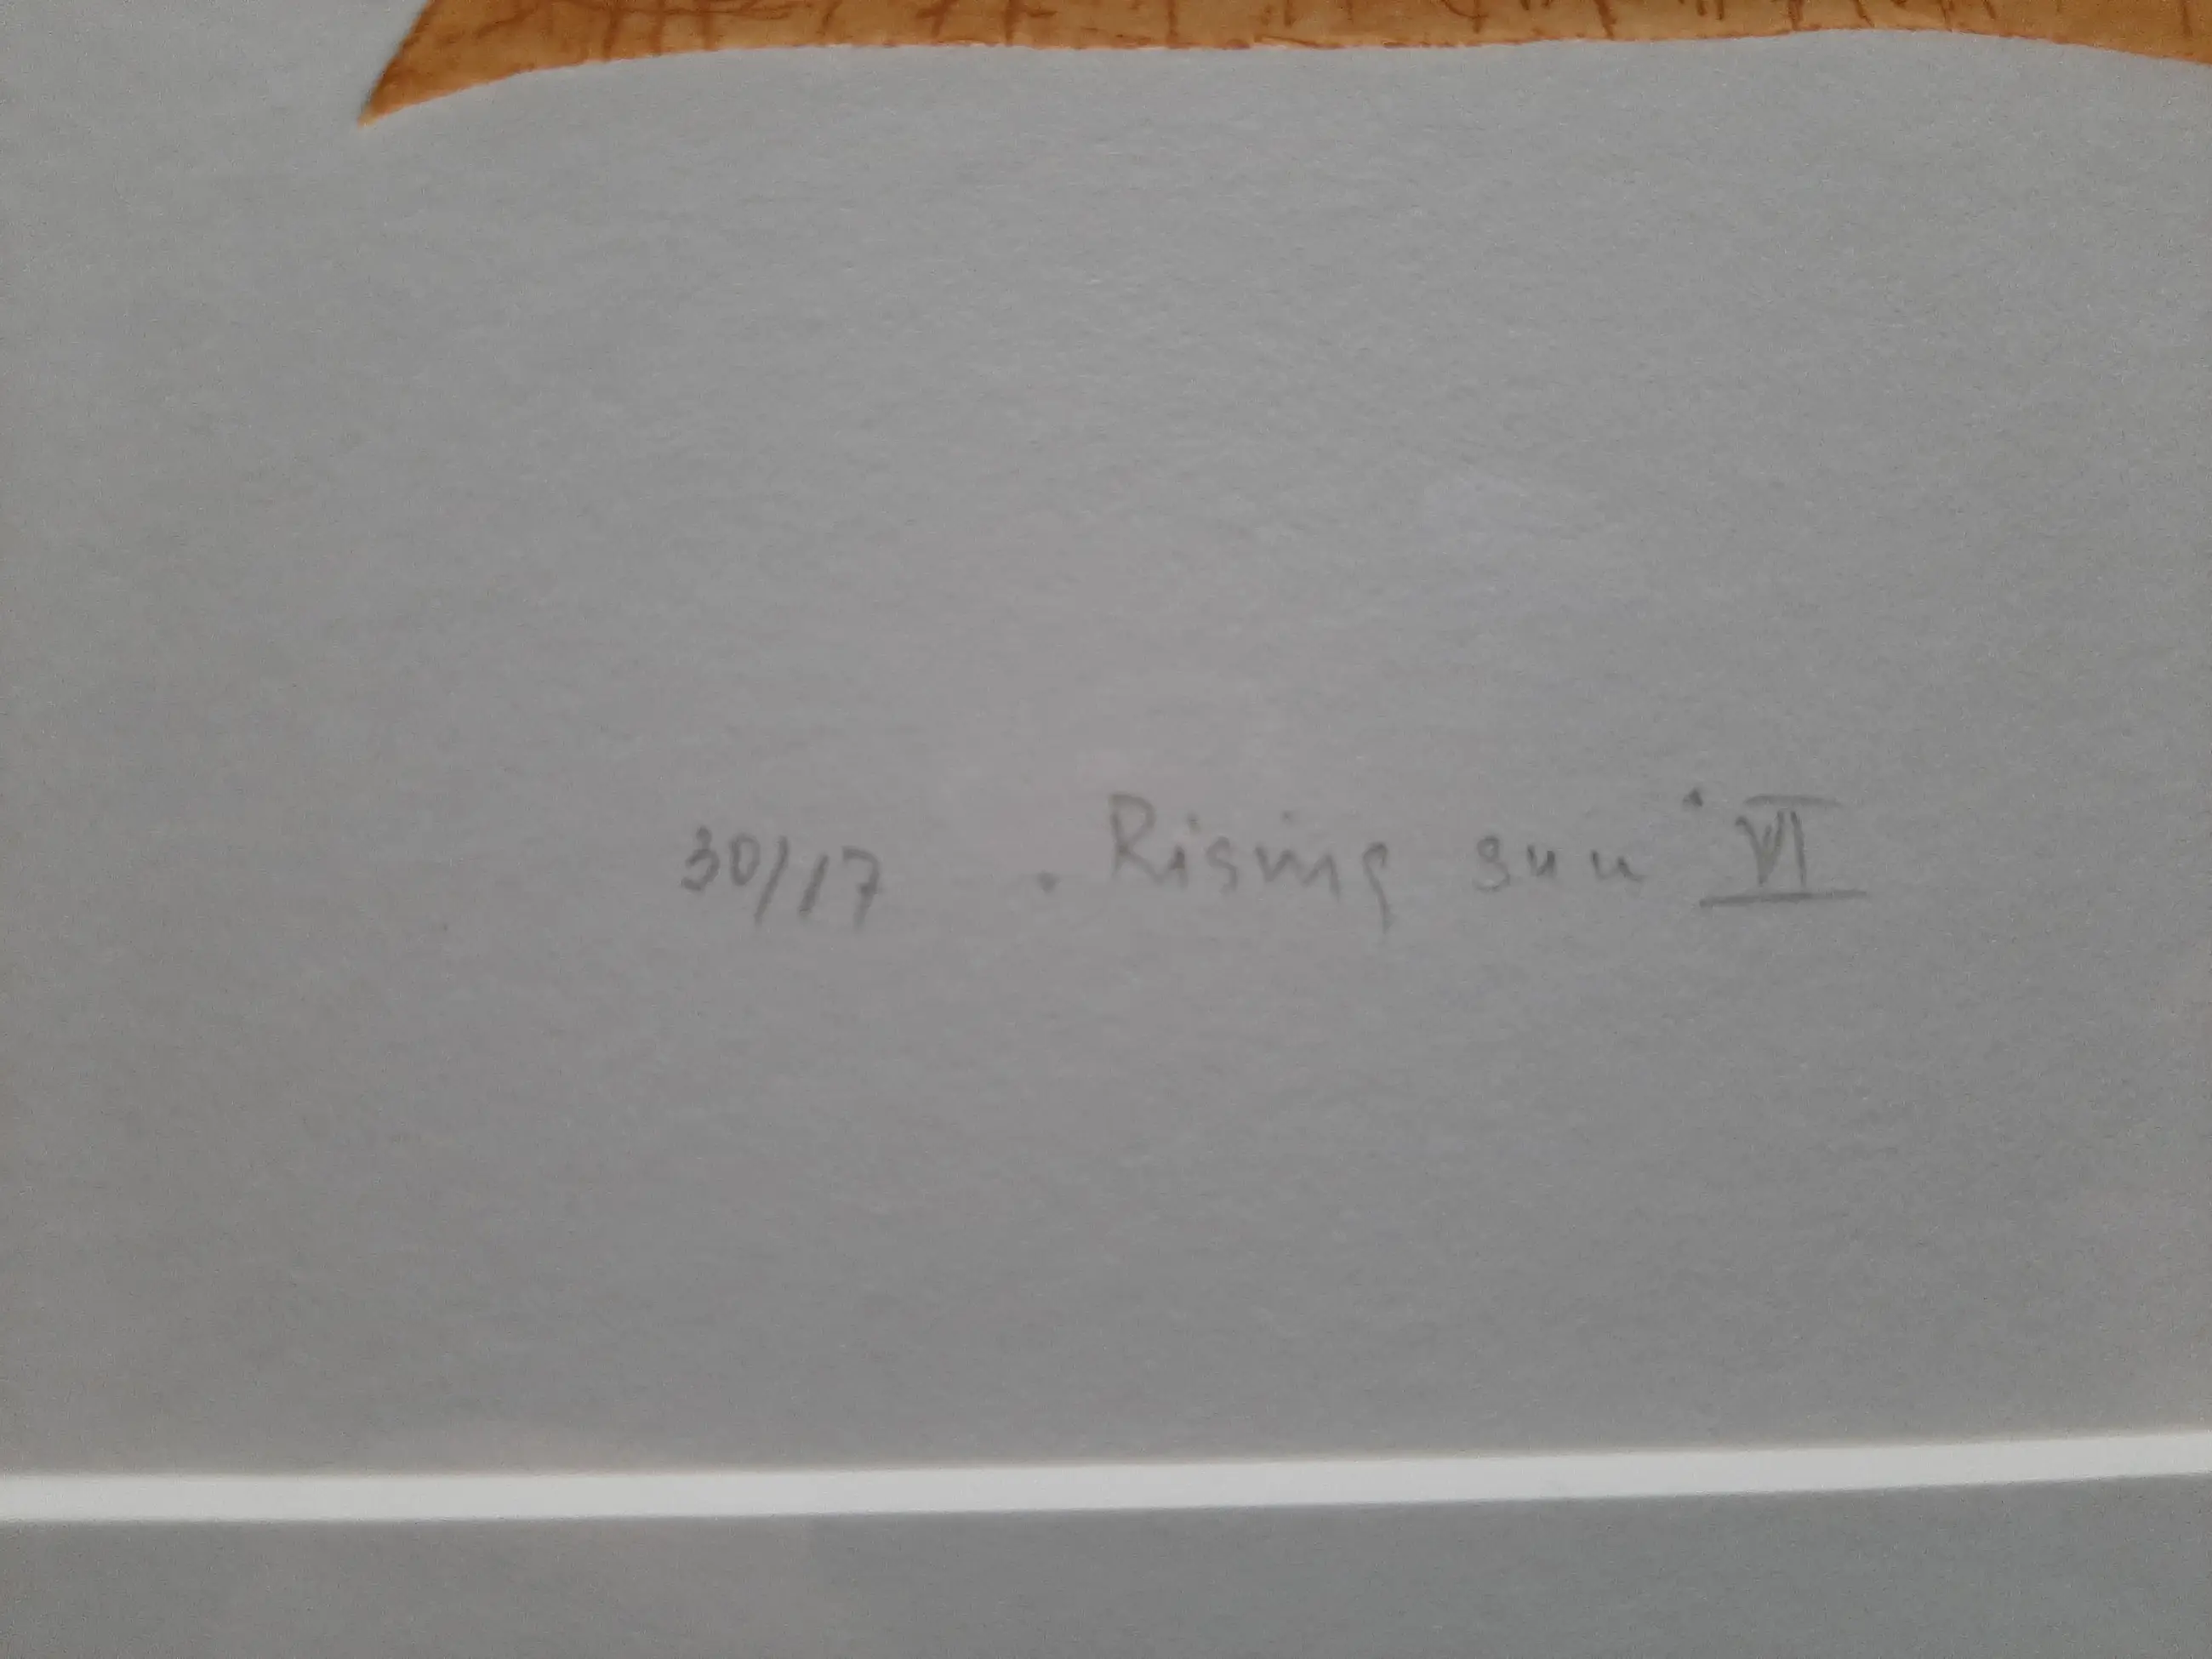 30/17 . Rising sun · VI